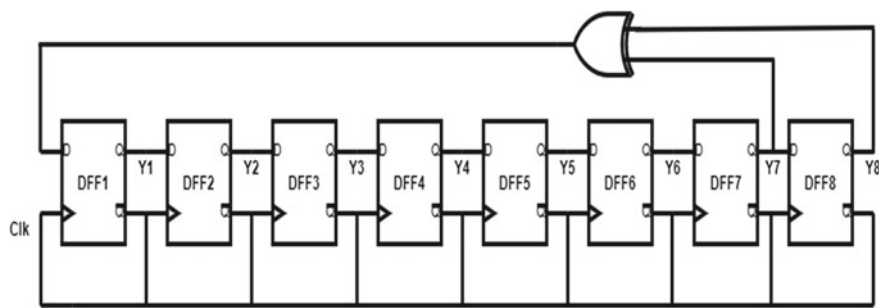 D Q Y1 D Q Y2 D Q Y3 D Q Y4 D Q Y5 D Q Y6 D Q Y7 D Q Y8
DFF1 DFF2 DFF3 DFF4 DFF5 DFF6 DFF7 DFF8
Q̅ Q̅ Q̅ Q̅ Q̅ Q̅ Q̅ Q̅
Clk